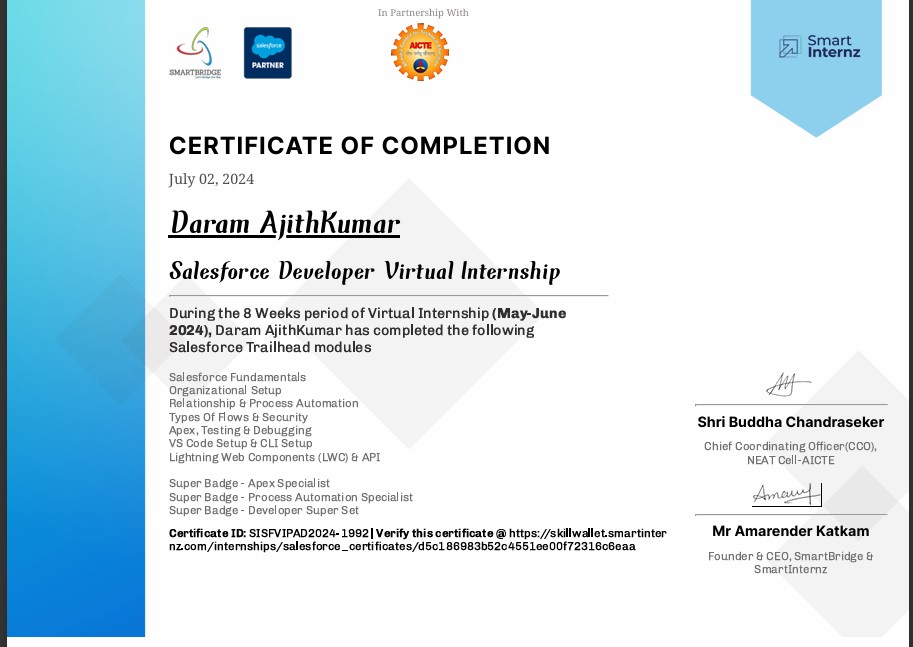 In Partnership With
SMARTBRIDGE
salesforce
PARTNER
AICTE
Smart
Internz
CERTIFICATE OF COMPLETION
July 02, 2024
Daram AjithKumar
Salesforce Developer Virtual Internship
During the 8 Weeks period of Virtual Internship (May-June
2024), Daram AjithKumar has completed the following
Salesforce Trailhead modules
Salesforce Fundamentals
Organizational Setup
Relationship & Process Automation
Types Of Flows & Security
Apex, Testing & Debugging
VS Code Setup & CLI Setup
Lightning Web Components (LWC) & API
Super Badge - Apex Specialist
Super Badge - Process Automation Specialist
Super Badge - Developer Super Set
Certificate ID: SISFVIPAD2024-1992| Verify this certificate @ https://skillwallet.smartinter
nz.com/internships/salesforce_certificates/d5c186983b52c4551ee00f72316c6eaa
Shri Buddha Chandraseker
Chief Coordinating Officer(CCO),
NEAT Cell-AICTE
Mr Amarender Katkam
Founder & CEO, SmartBridge &
SmartInternz